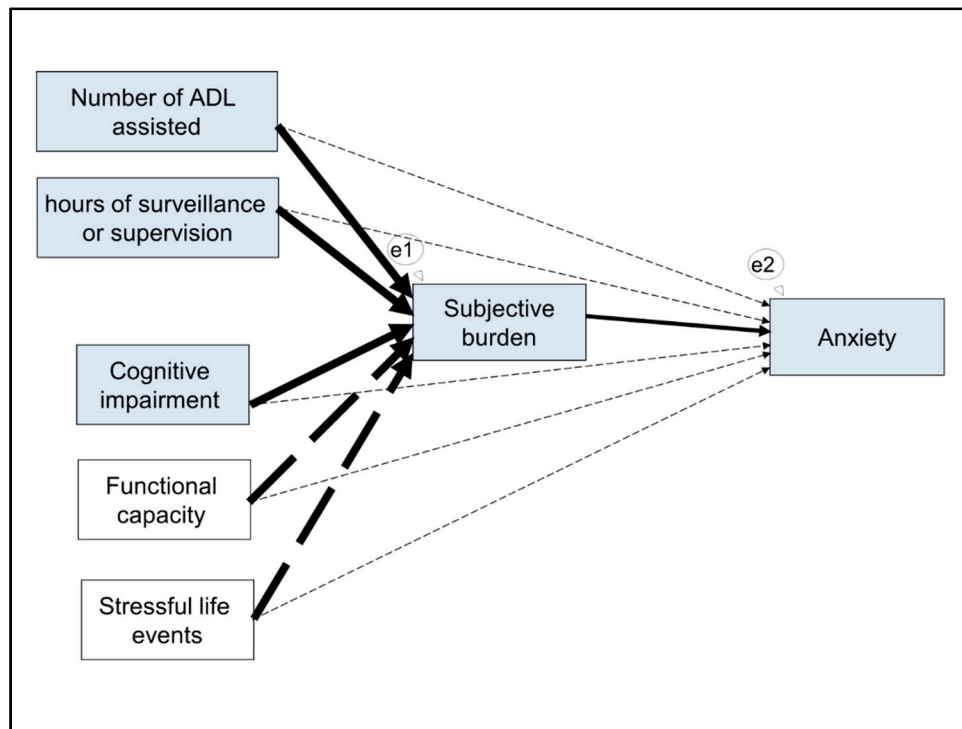 Number of ADL
assisted
hours of surveillance
or supervision
e1
e2
Subjective
burden
Anxiety
Cognitive
impairment
Functional
capacity
Stressful life
events